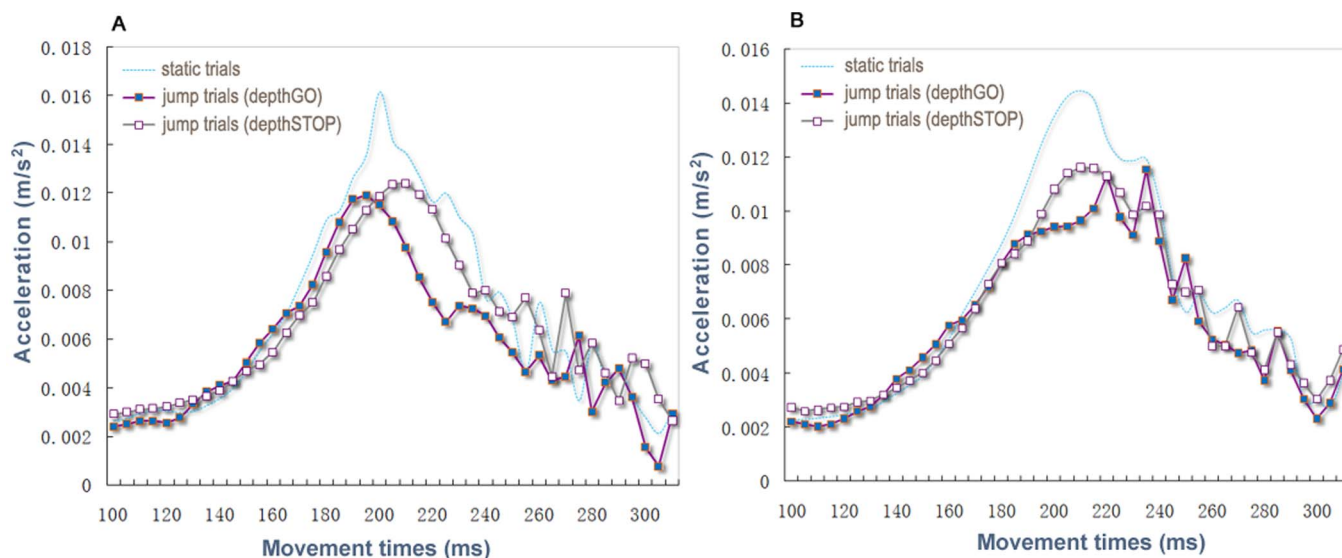 A
Acceleration (m/s²)
0.018
0.016
0.014
0.012
0.01
0.008
0.006
0.004
0.002
0
static trials
jump trials (depthGO)
jump trials (depthSTOP)
100 120 140 160 180 200 220 240 260 280 300
Movement times (ms)
B
Acceleration (m/s²)
0.016
0.014
0.012
0.01
0.008
0.006
0.004
0.002
0
static trials
jump trials (depthGO)
jump trials (depthSTOP)
100 120 140 160 180 200 220 240 260 280 300
Movement times (ms)